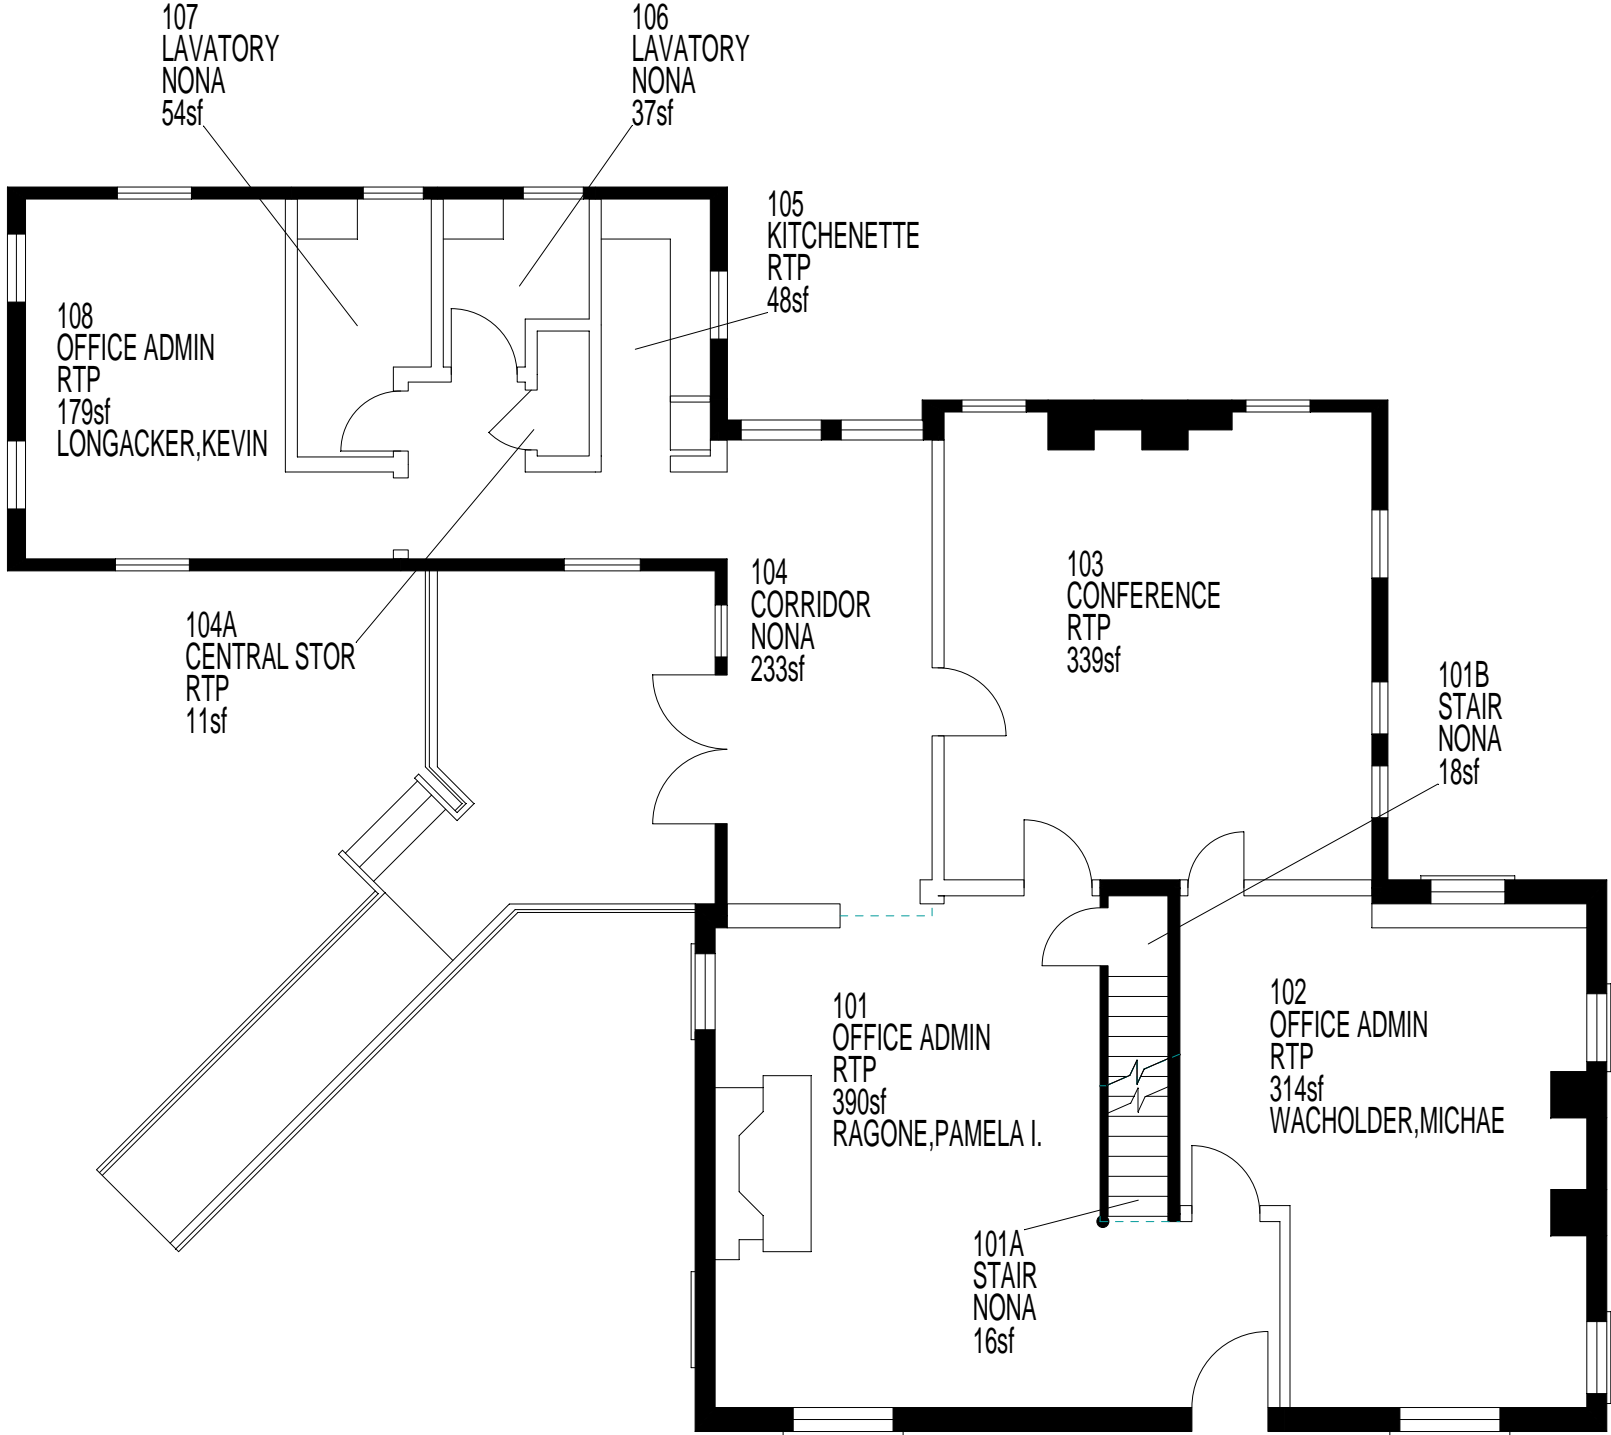 107
LAVATORY
NONA
54sf
106
LAVATORY
NONA
37sf
105
KITCHENETTE
RTP
48sf
108
OFFICE ADMIN
RTP
179sf
LONGACKER,KEVIN
104A
CENTRAL STOR
RTP
11sf
104
CORRIDOR
NONA
233sf
103
CONFERENCE
RTP
339sf
101B
STAIR
NONA
18sf
101
OFFICE ADMIN
RTP
390sf
RAGONE,PAMELA I.
102
OFFICE ADMIN
RTP
314sf
WACHOLDER,MICHAE
101A
STAIR
NONA
16sf